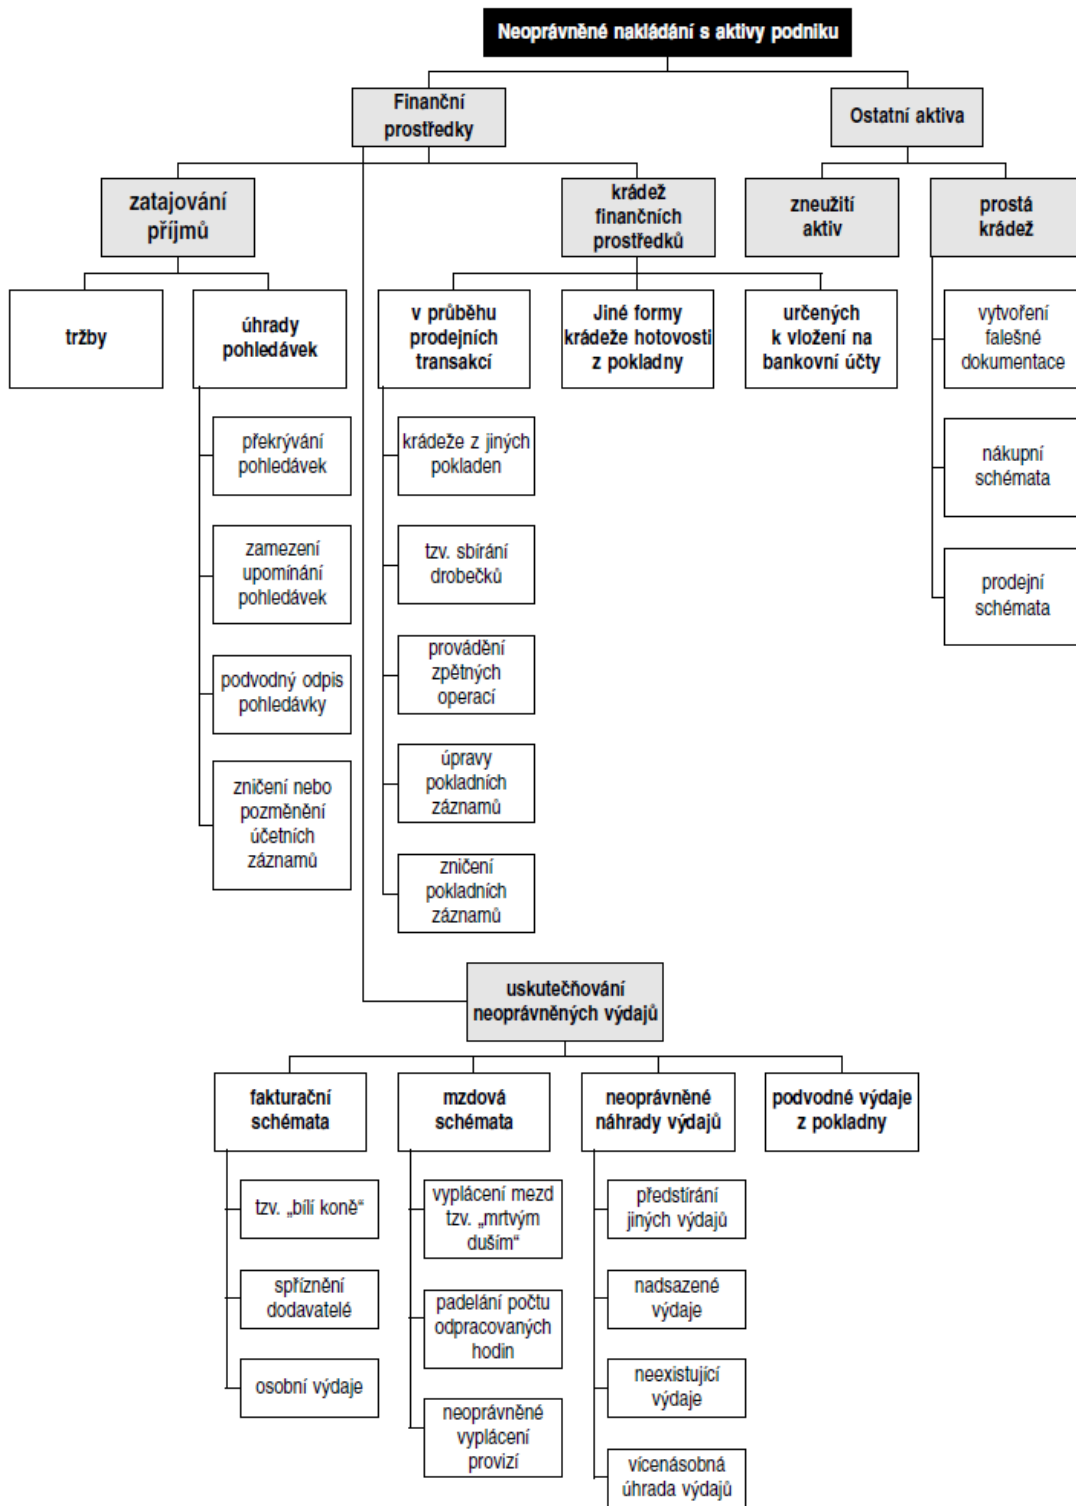 Neoprávněné nakládání s aktivy podniku
Finanční
prostředky
Ostatní aktiva
zatajování
příjmů
krádež
finančních
prostředků
zneužití
aktiv
prostá
krádež
tržby
úhrady
pohledávek
v průběhu
prodejních
transakcí
Jiné formy
krádeže hotovosti
z pokladny
určených
k vložení na
bankovní účty
vytvoření
falešné
dokumentace
překrývání
pohledávek
krádeže z jiných
pokladen
nákupní
schémata
zamezení
upomínání
pohledávek
tzv. sbírání
drobečků
prodejní
schémata
podvodný odpis
pohledávky
provádění
zpětných
operací
zničení nebo
pozměnění
účetních
záznamů
úpravy
pokladních
záznamů
zničení
pokladních
záznamů
uskutečňování
neoprávněných výdajů
fakturační
schémata
mzdová
schémata
neoprávněné
náhrady výdajů
podvodné výdaje
z pokladny
tzv. „bílí koně“
vyplácení mezd
tzv. „mrtvým
duším“
předstírání
jiných výdajů
spříznění
dodavatelé
padelání počtu
odpracovaných
hodin
nadsazené
výdaje
osobní výdaje
neoprávněné
vyplácení
provizí
neexistující
výdaje
vícenásobná
úhrada výdajů